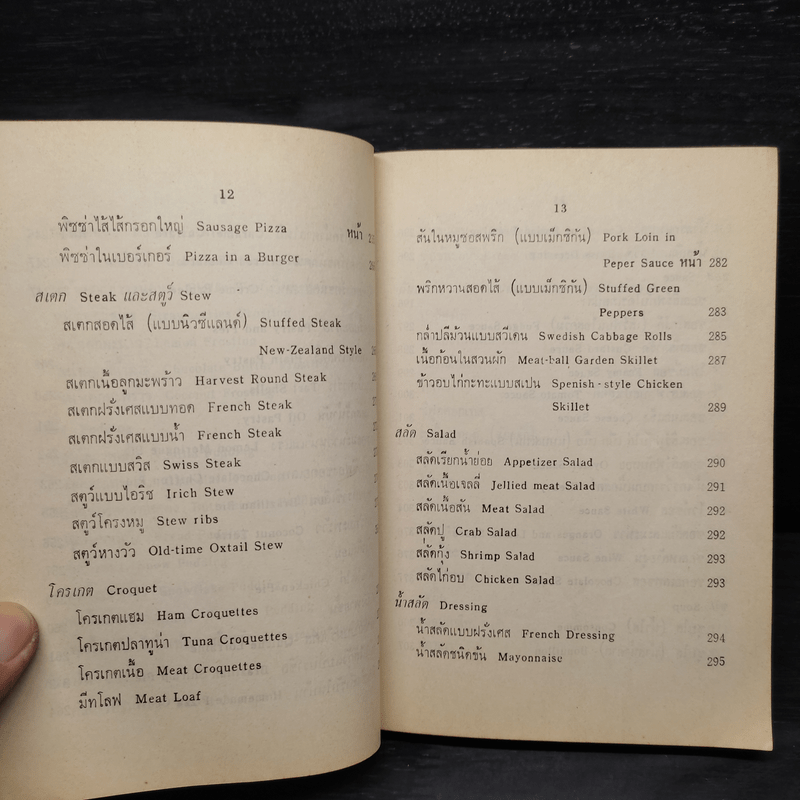 12
พิซซ่าไส้ไส้กรอกใหญ่ Sausage Pizza หน้า
พิซซ่าในเบอร์เกอร์ Pizza in a Burger
สเตก Steak และสตูว์ Stew
สเตกสอดไส้ (แบบนิวซีแลนด์) Stuffed Steak
New-Zealand Style
สเตกเนื้อลูกมะพร้าว Harvest Round Steak
สเตกฝรั่งเศสแบบทอด French Steak
สเตกฝรั่งเศสแบบน้ำ French Steak
สเตกแบบสวิส Swiss Steak
สตูว์แบบไอริช Irich Stew
สตูว์โครงหมู Stew ribs
สตูว์หางวัว Old-time Oxtail Stew
โครเกต Croquet
โครเกตแฮม Ham Croquettes
โครเกตปลาทูน่า Tuna Croquettes
โครเกตเนื้อ Meat Croquettes
มีทโลฟ Meat Loaf
13
สันในหมูซอสพริก (แบบเม็กซิกัน) Pork Loin in
Peper Sauce หน้า 282
พริกหวานสอดไส้ (แบบเม็กซิกัน) Stuffed Green
Peppers 283
กล่ำปลีม้วนแบบสวีเดน Swedish Cabbage Rolls 285
เนื้อก้อนในสวนผัก Meat-ball Garden Skillet 287
ข้าวอบไก่กะทะแบบสเปน Spenish-style Chicken
Skillet 289
สลัด Salad
สลัดเรียกน้ำย่อย Appetizer Salad 290
สลัดเนื้อเจลลี่ Jellied meat Salad 291
สลัดเนื้อสัน Meat Salad 292
สลัดปู Crab Salad 292
สลัดกุ้ง Shrimp Salad 293
สลัดไก่อบ Chicken Salad 293
น้ำสลัด Dressing
น้ำสลัดแบบฝรั่งเศส French Dressing 294
น้ำสลัดชนิดข้น Mayonnaise 295